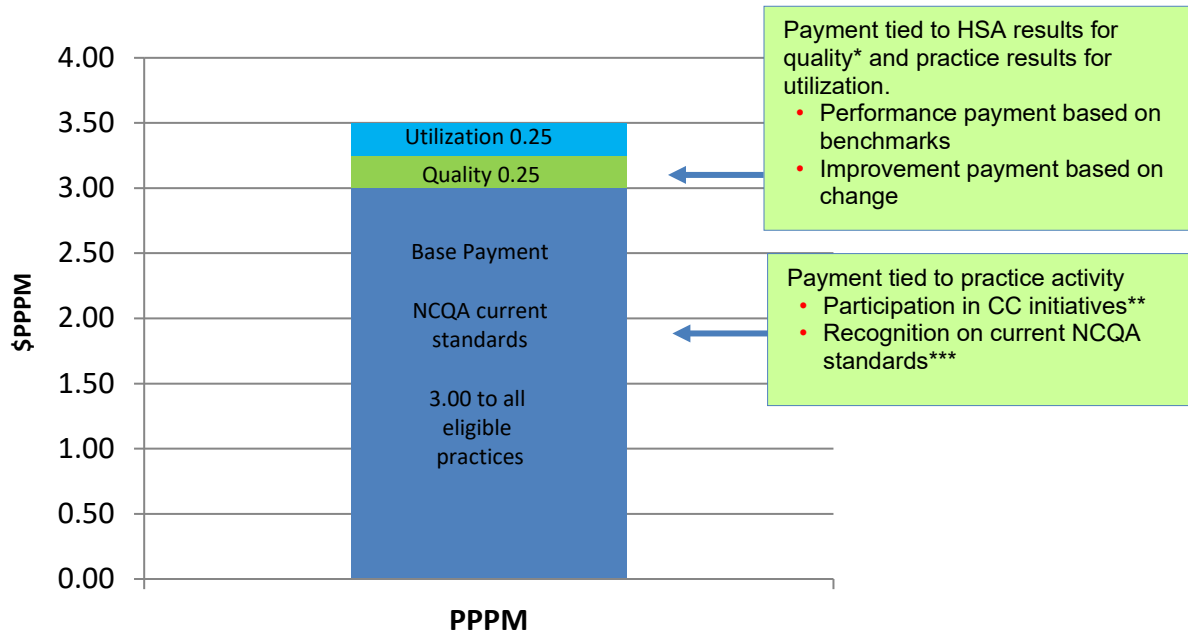 4.00
3.50
3.00
2.50
2.00
1.50
1.00
0.50
0.00
$PPPM
Utilization 0.25
Quality 0.25
Base Payment
NCQA current
standards
3.00 to all
eligible
practices
PPPM
Payment tied to HSA results for
quality* and practice results for
utilization.
• Performance payment based on
benchmarks
• Improvement payment based on
change
Payment tied to practice activity
• Participation in CC initiatives**
• Recognition on current NCQA
standards***